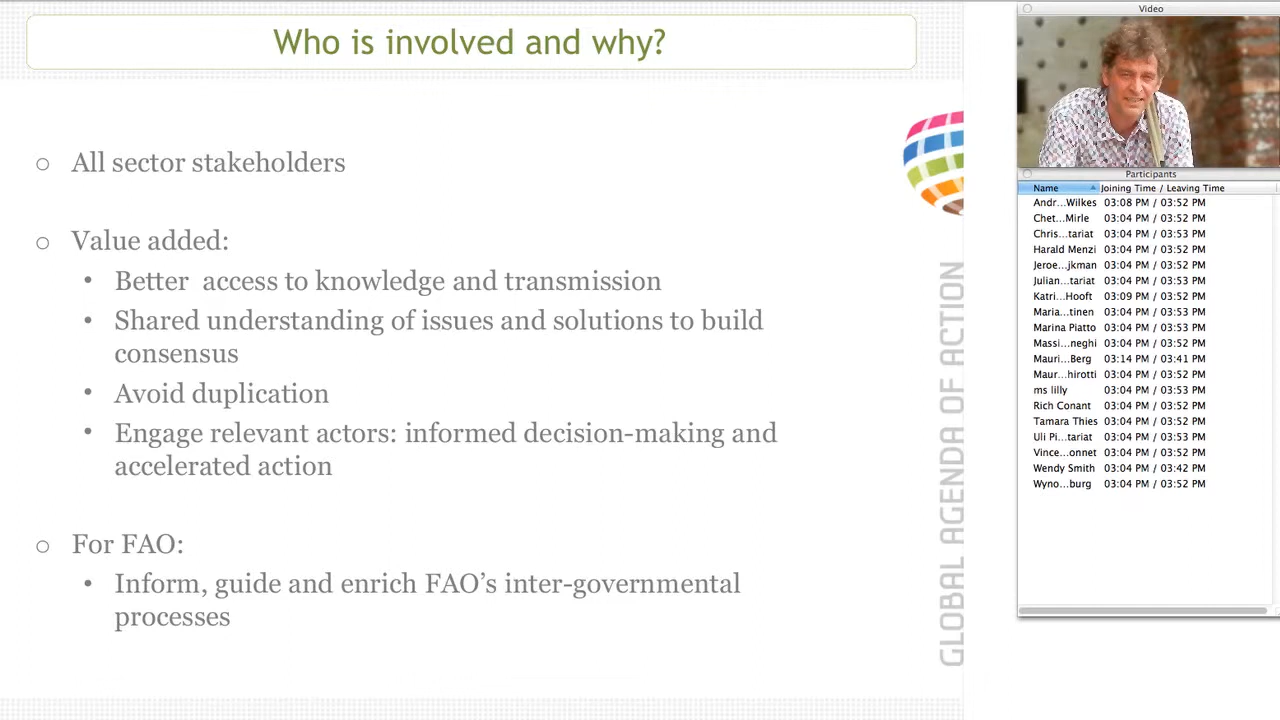 Who is involved and why?
○ All sector stakeholders
○ Value added:
• Better access to knowledge and transmission
• Shared understanding of issues and solutions to build
consensus
• Avoid duplication
• Engage relevant actors: informed decision-making and
accelerated action
○ For FAO:
• Inform, guide and enrich FAO’s inter-governmental
processes
GLOBAL AGENDA OF ACTION
Video
Participants
Name Joining Time / Leaving Time
Andr...Wilkes 03:08 PM / 03:52 PM
Chet...Mirle 03:04 PM / 03:52 PM
Chris...tariat 03:04 PM / 03:53 PM
Harald Menzi 03:04 PM / 03:52 PM
Jeroe...jkman 03:04 PM / 03:52 PM
Julian...tariat 03:04 PM / 03:53 PM
Katri...Hooft 03:09 PM / 03:52 PM
Maria...tinen 03:04 PM / 03:53 PM
Marina Piatto 03:04 PM / 03:53 PM
Massi...neghi 03:04 PM / 03:52 PM
Mauri...Berg 03:14 PM / 03:41 PM
Maur...hirotti 03:04 PM / 03:52 PM
ms lilly 03:04 PM / 03:53 PM
Rich Conant 03:04 PM / 03:52 PM
Tamara Thies 03:04 PM / 03:52 PM
Uli Pi...tariat 03:04 PM / 03:53 PM
Vince...onnet 03:04 PM / 03:52 PM
Wendy Smith 03:04 PM / 03:42 PM
Wyno...burg 03:04 PM / 03:52 PM